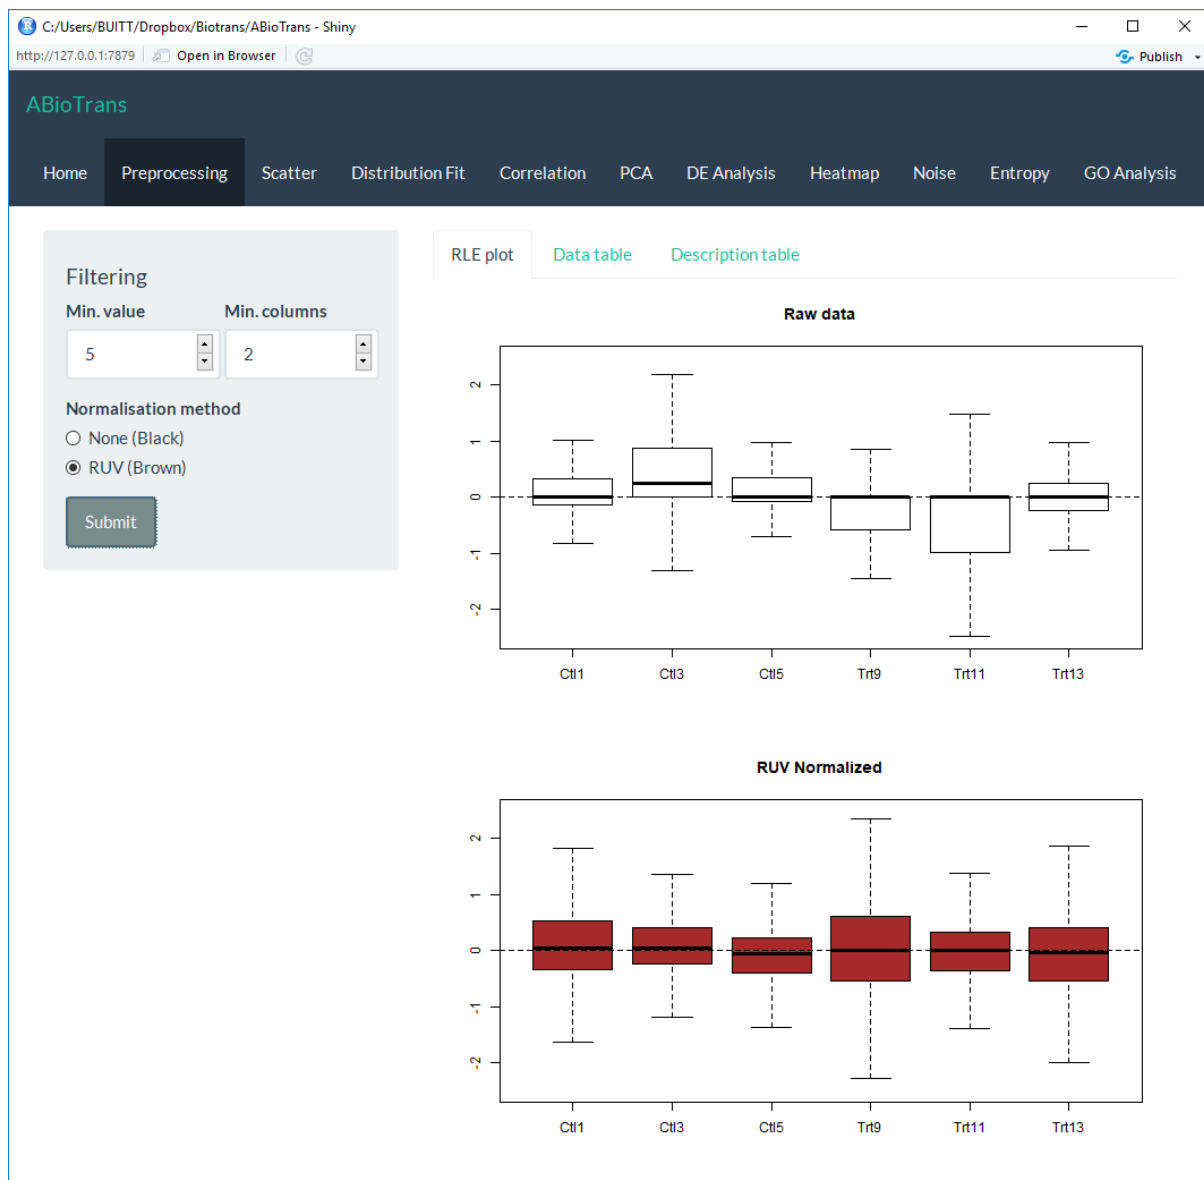 C:/Users/BUITT/Dropbox/Biotrans/ABioTrans - Shiny
http://127.0.0.1:7879 Open in Browser Publish
ABioTrans
Home Preprocessing Scatter Distribution Fit Correlation PCA DE Analysis Heatmap Noise Entropy GO Analysis
Filtering
Min. value Min. columns
5 2
Normalisation method
None (Black)
RUV (Brown)
Submit
RLE plot Data table Description table
Raw data
2
1
0
-1
-2
Ctl1 Ctl3 Ctl5 Trt9 Trt11 Trt13
RUV Normalized
2
1
0
-1
-2
Ctl1 Ctl3 Ctl5 Trt9 Trt11 Trt13